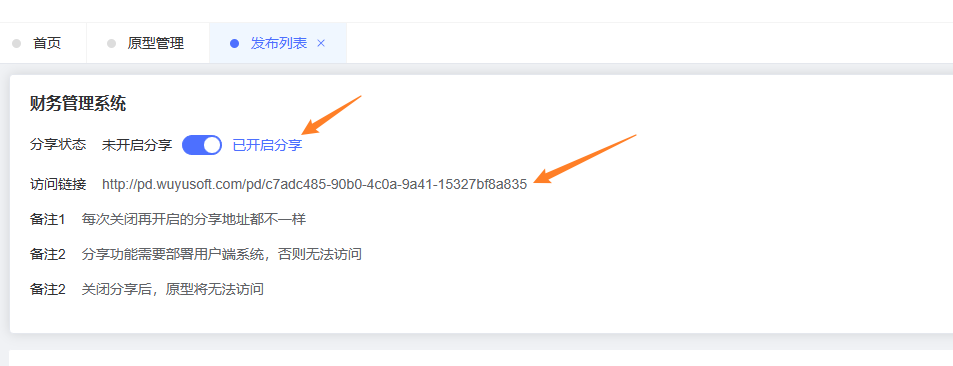 首页 原型管理 发布列表 ×
财务管理系统
分享状态 未开启分享 已开启分享
访问链接 http://pd.wuyusoft.com/pd/c7adc485-90b0-4c0a-9a41-15327bf8a835
备注1 每次关闭再开启的分享地址都不一样
备注2 分享功能需要部署用户端系统，否则无法访问
备注2 关闭分享后，原型将无法访问